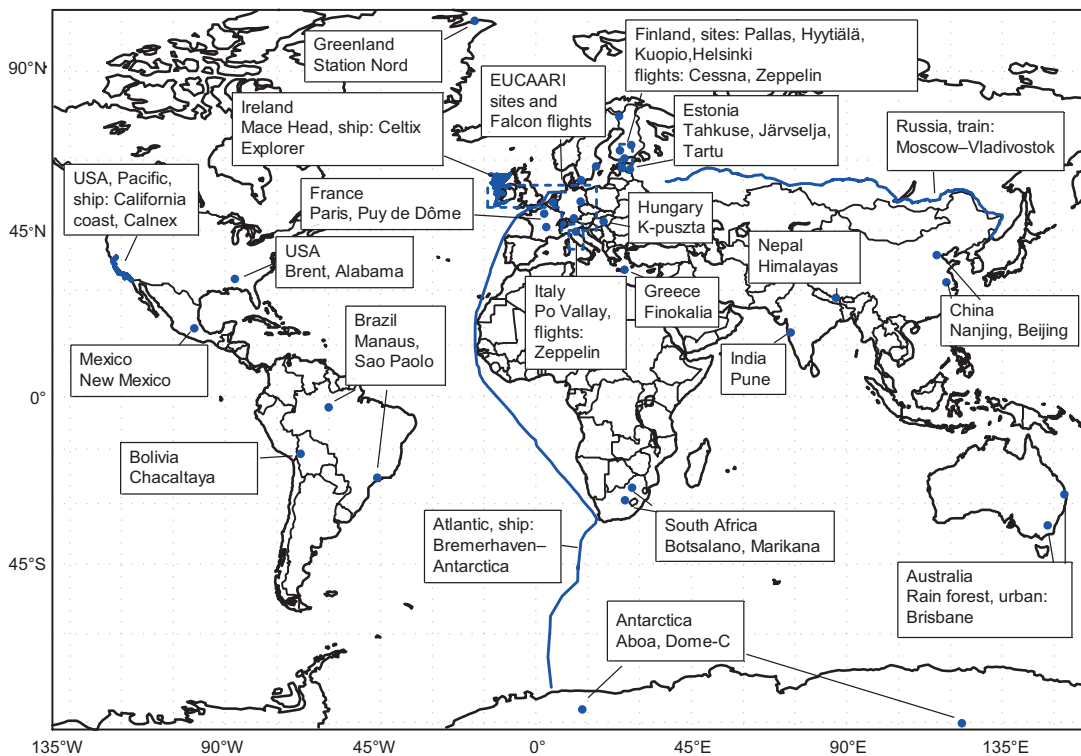 Greenland
Station Nord
Finland, sites: Pallas, Hyytiälä,
Kuopio,Helsinki
flights: Cessna, Zeppelin
90°N
EUCAARI
sites and
Falcon flights
Ireland
Mace Head, ship: Celtix
Explorer
Estonia
Tahkuse, Järvselja,
Tartu
Russia, train:
Moscow–Vladivostok
USA, Pacific,
ship: California
coast, Calnex
France
Paris, Puy de Dôme
Hungary
K-puszta
45°N
USA
Brent, Alabama
Nepal
Himalayas
Italy
Po Vallay,
flights:
Zeppelin
Greece
Finokalia
China
Nanjing, Beijing
Brazil
Manaus,
Sao Paolo
Mexico
New Mexico
India
Pune
0°
Bolivia
Chacaltaya
Atlantic, ship:
Bremerhaven–
Antarctica
South Africa
Botsalano, Marikana
45°S
Australia
Rain forest, urban:
Brisbane
Antarctica
Aboa, Dome-C
135°W
90°W
45°W
0°
45°E
90°E
135°E